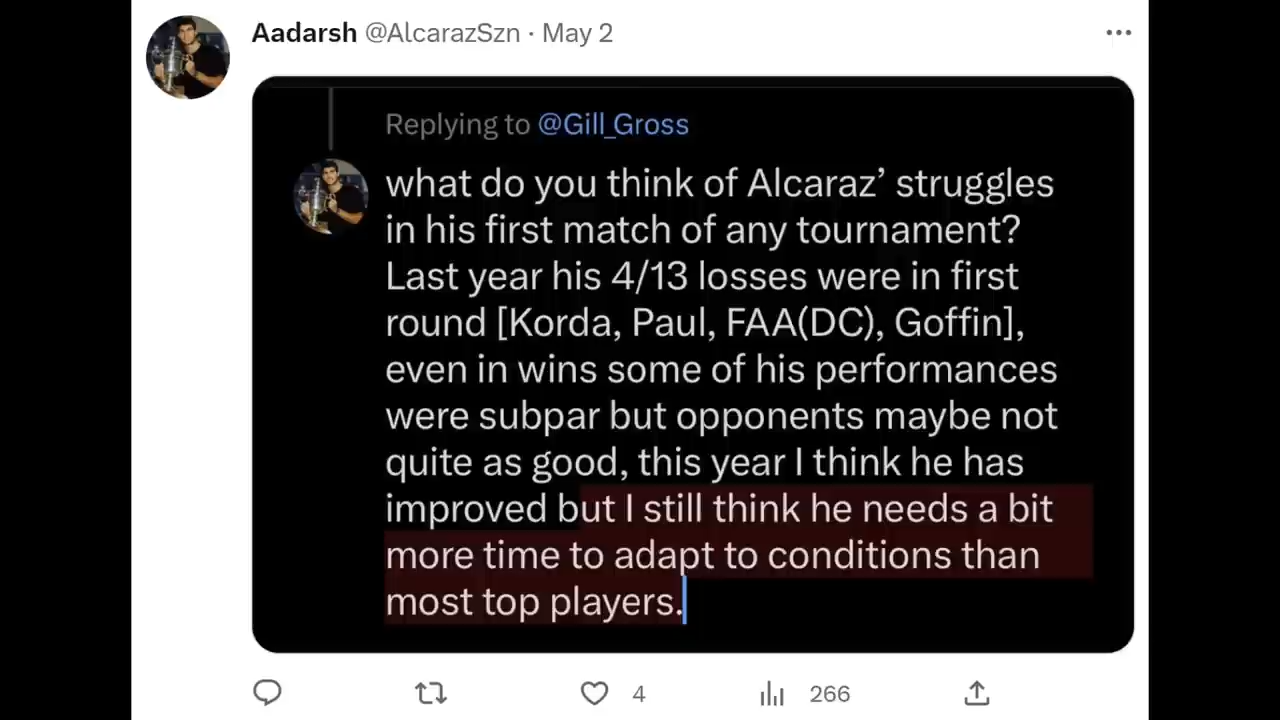 Aadarsh @AlcarazSzn · May 2
Replying to @Gill_Gross
what do you think of Alcaraz’ struggles
in his first match of any tournament?
Last year his 4/13 losses were in first
round [Korda, Paul, FAA(DC), Goffin],
even in wins some of his performances
were subpar but opponents maybe not
quite as good, this year I think he has
improved but I still think he needs a bit
more time to adapt to conditions than
most top players.
4 266